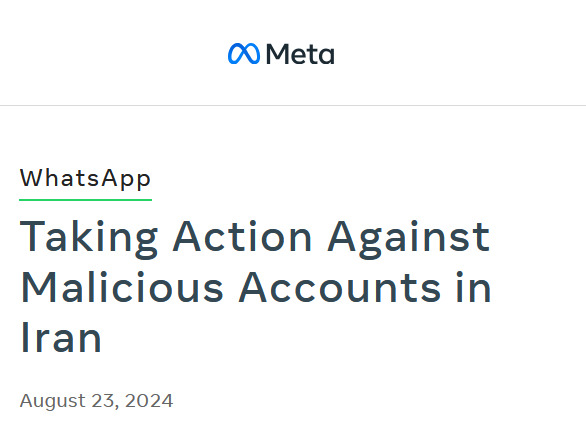 Meta
WhatsApp
Taking Action Against
Malicious Accounts in
Iran
August 23, 2024